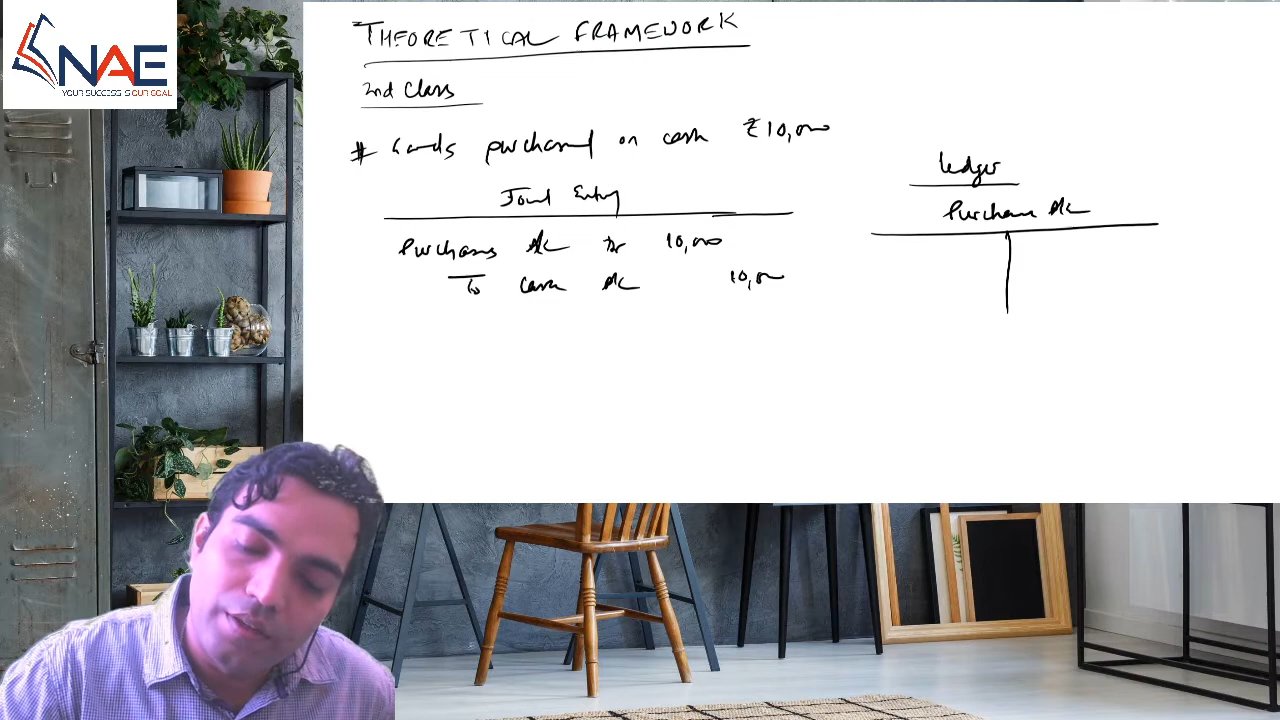 NAE
YOUR SUCCESS IS OUR GOAL
THEORETICAL FRAMEWORK
2nd Class
# Goods purchased on cash ₹10,000
Journal Entry
Purchases A/c Dr 10,000
To cash A/c 10,000
ledger
Purchase A/c